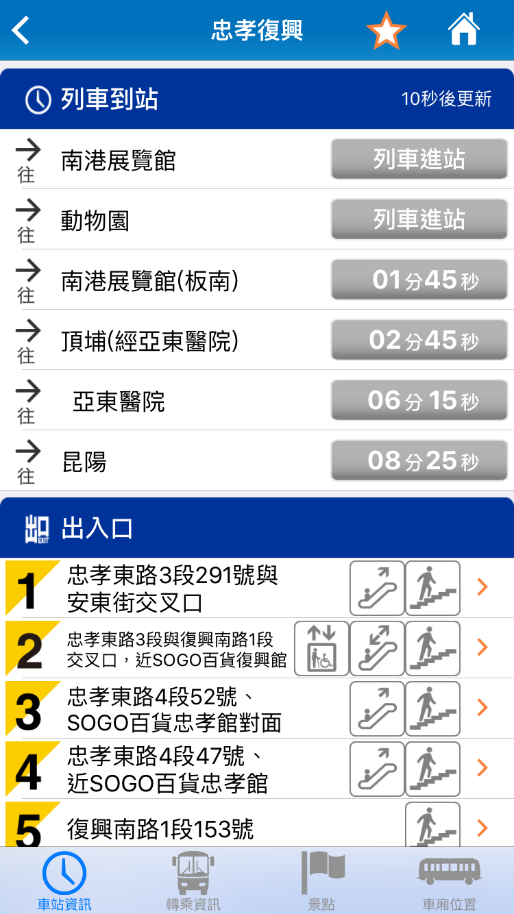 忠孝復興
列車到站 10秒後更新
往 南港展覽館 列車進站
往 動物園 列車進站
往 南港展覽館(板南) 01分45秒
往 頂埔(經亞東醫院) 02分45秒
往 亞東醫院 06分15秒
往 昆陽 08分25秒
出口 EXIT 出入口
1 忠孝東路3段291號與
安東街交叉口
2 忠孝東路3段與復興南路1段
交叉口，近SOGO百貨復興館
3 忠孝東路4段52號、
SOGO百貨忠孝館對面
4 忠孝東路4段47號、
近SOGO百貨忠孝館
5 復興南路1段153號
車站資訊 轉乘資訊 景點 車廂位置